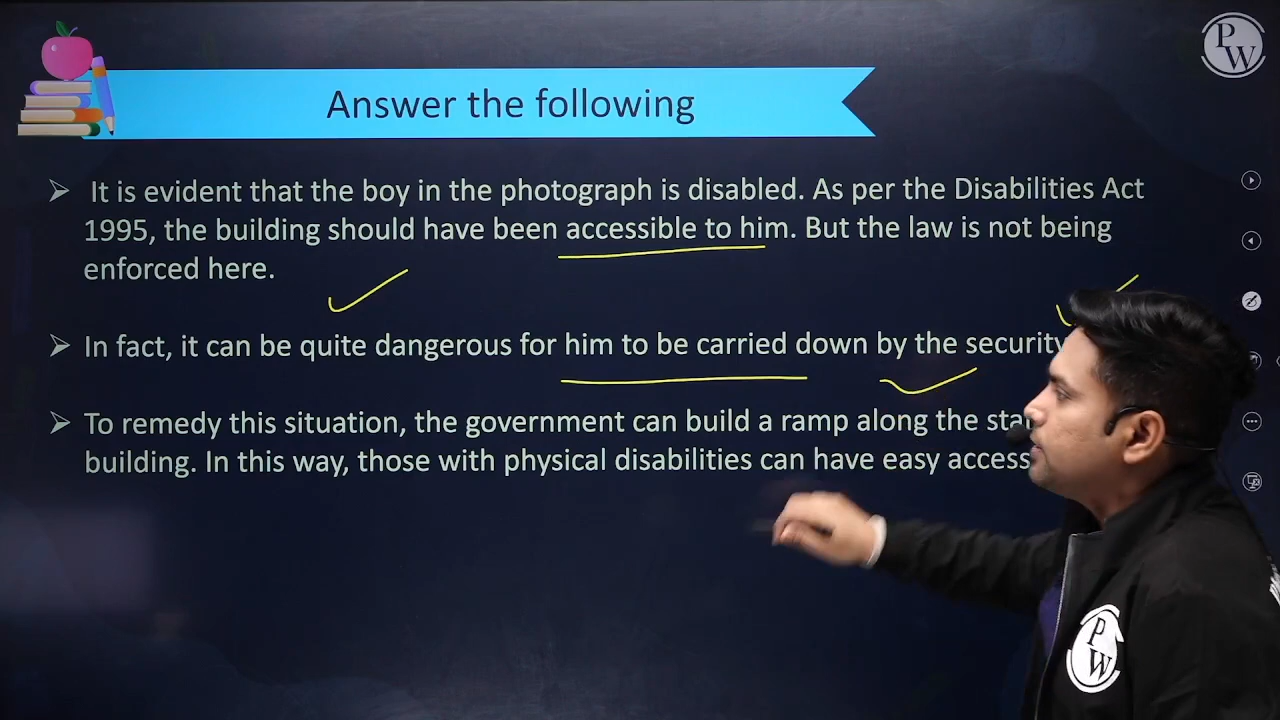 PW
Answer the following
It is evident that the boy in the photograph is disabled. As per the Disabilities Act
1995, the building should have been accessible to him. But the law is not being
enforced here.
In fact, it can be quite dangerous for him to be carried down by the security
To remedy this situation, the government can build a ramp along the
building. In this way, those with physical disabilities can have easy access
PW